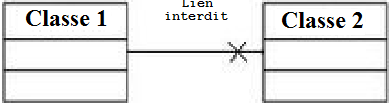 Lien
interdit
Classe 1
Classe 2